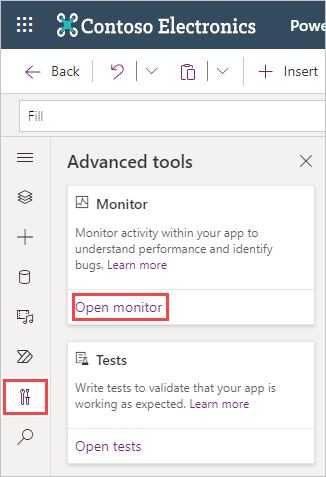 Contoso Electronics Powe
Back Insert
Fill
Advanced tools
Monitor
Monitor activity within your app to
understand performance and identify
bugs. Learn more
Open monitor
Tests
Write tests to validate that your app is
working as expected. Learn more
Open tests